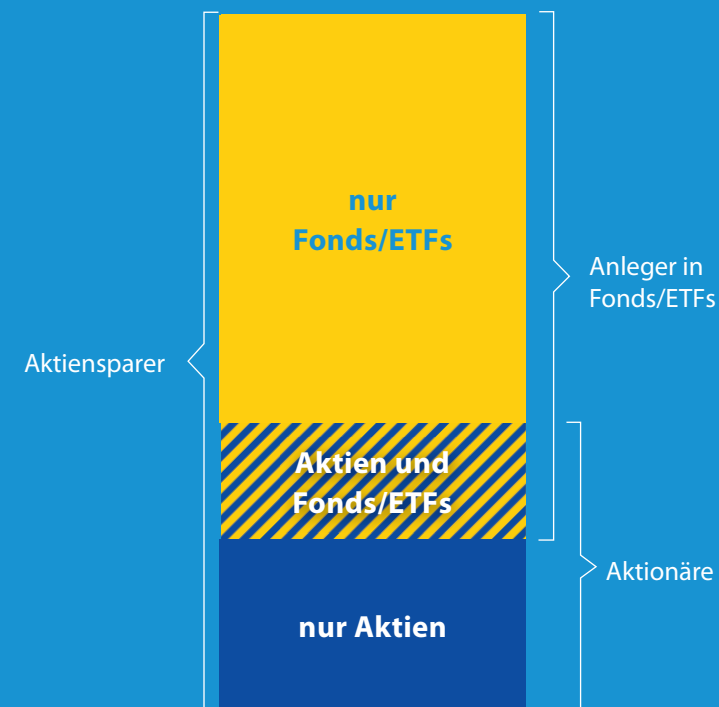 nur
Fonds/ETFs
Anleger in
Fonds/ETFs
Aktiensparer
Aktien und
Fonds/ETFs
Aktionäre
nur Aktien